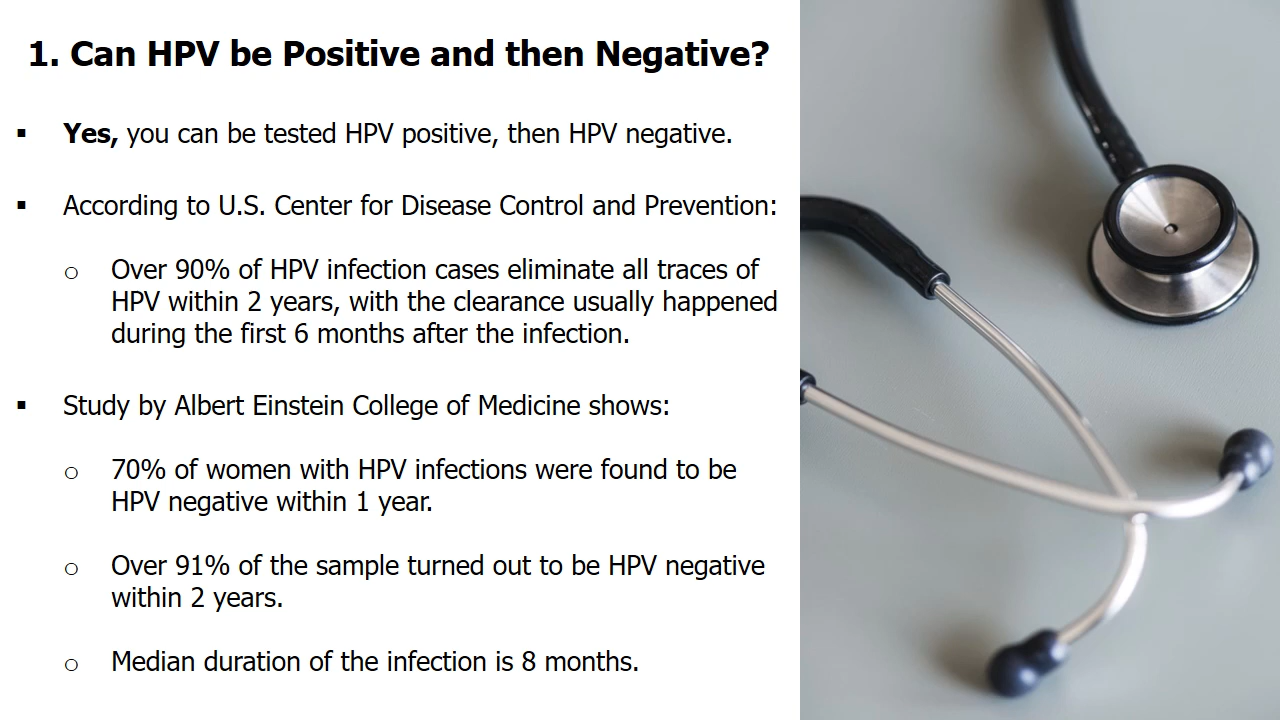 1. Can HPV be Positive and then Negative?
▪ Yes, you can be tested HPV positive, then HPV negative.
▪ According to U.S. Center for Disease Control and Prevention:
o Over 90% of HPV infection cases eliminate all traces of
HPV within 2 years, with the clearance usually happened
during the first 6 months after the infection.
▪ Study by Albert Einstein College of Medicine shows:
o 70% of women with HPV infections were found to be
HPV negative within 1 year.
o Over 91% of the sample turned out to be HPV negative
within 2 years.
o Median duration of the infection is 8 months.